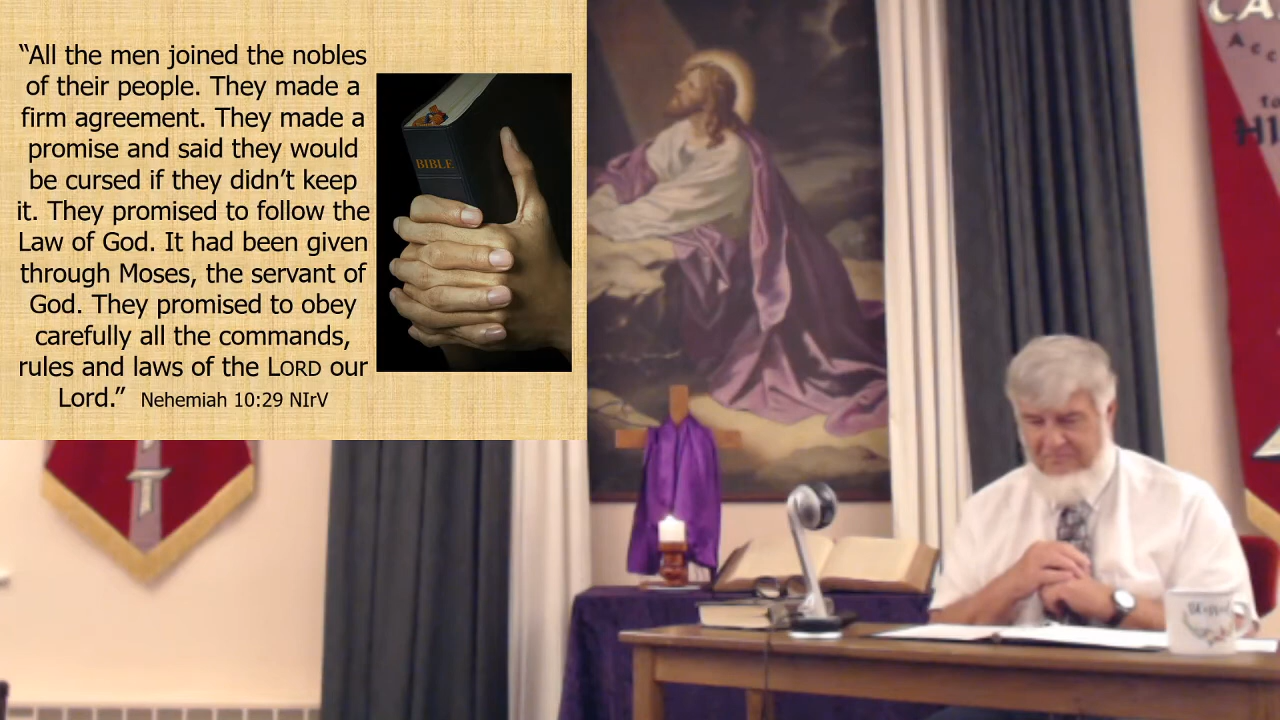 “All the men joined the nobles
of their people. They made a
firm agreement. They made a
promise and said they would
be cursed if they didn’t keep
it. They promised to follow the
Law of God. It had been given
through Moses, the servant of
God. They promised to obey
carefully all the commands,
rules and laws of the LORD our
Lord.” Nehemiah 10:29 NIrV
BIBLE
Blessed